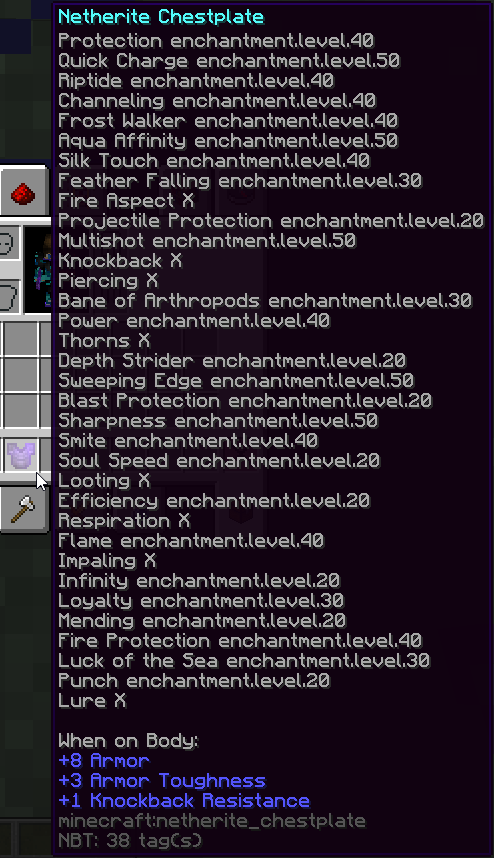 Netherite Chestplate
Protection enchantment.level.40
Quick Charge enchantment.level.50
Riptide enchantment.level.40
Channeling enchantment.level.40
Frost Walker enchantment.level.40
Aqua Affinity enchantment.level.50
Silk Touch enchantment.level.40
Feather Falling enchantment.level.30
Fire Aspect X
Projectile Protection enchantment.level.20
Multishot enchantment.level.50
Knockback X
Piercing X
Bane of Arthropods enchantment.level.30
Power enchantment.level.40
Thorns X
Depth Strider enchantment.level.20
Sweeping Edge enchantment.level.50
Blast Protection enchantment.level.20
Sharpness enchantment.level.50
Smite enchantment.level.40
Soul Speed enchantment.level.20
Looting X
Efficiency enchantment.level.20
Respiration X
Flame enchantment.level.40
Impaling X
Infinity enchantment.level.20
Loyalty enchantment.level.30
Mending enchantment.level.20
Fire Protection enchantment.level.40
Luck of the Sea enchantment.level.30
Punch enchantment.level.20
Lure X
When on Body:
+8 Armor
+3 Armor Toughness
+1 Knockback Resistance
minecraft:netherite_chestplate
NBT: 38 tag(s)